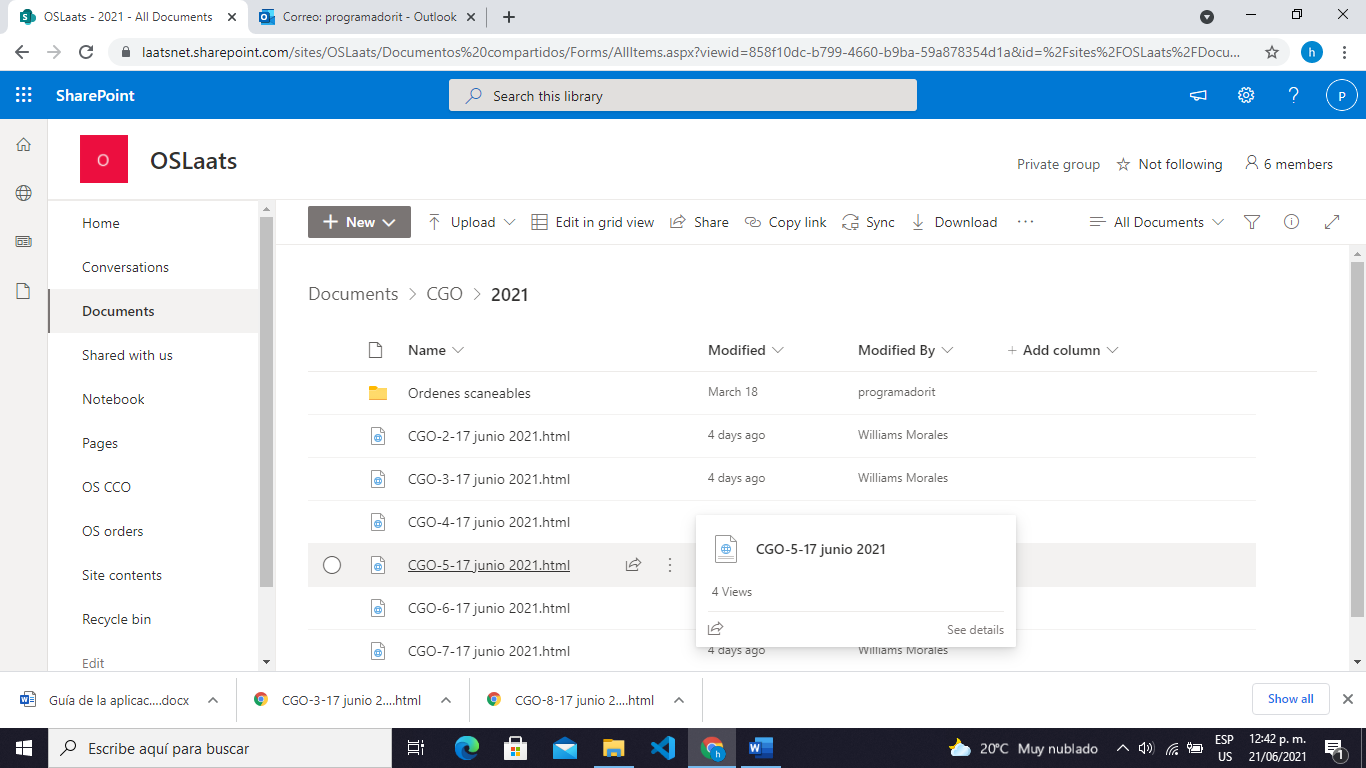 OSLaats - 2021 - All Documents
Correo: programadorit - Outlook
laatsnet.sharepoint.com/sites/OSLaats/Documentos%20compartidos/Forms/AllItems.aspx?viewid=858f10dc-b799-4660-b9ba-59a878354d1a&id=%2Fsites%2FOSLaats%2FDocu...
h
SharePoint
Search this library
?
P
O
OSLaats
Private group
Not following
6 members
Home
Conversations
Documents
Shared with us
Notebook
Pages
OS CCO
OS orders
Site contents
Recycle bin
Edit
New
Upload
Edit in grid view
Share
Copy link
Sync
Download
...
All Documents
Documents > CGO > 2021
Name
Modified
Modified By
+ Add column
Ordenes scaneables March 18 programadorit
CGO-2-17 junio 2021.html 4 days ago Williams Morales
CGO-3-17 junio 2021.html 4 days ago Williams Morales
CGO-4-17 junio 2021.html
CGO-5-17 junio 2021.html
CGO-6-17 junio 2021.html
CGO-7-17 junio 2021.html 4 days ago Williams Morales
CGO-5-17 junio 2021
4 Views
See details
Guía de la aplicac....docx
CGO-3-17 junio 2....html
CGO-8-17 junio 2....html
Show all
Escribe aquí para buscar
20°C Muy nublado
ESP
US
12:42 p. m.
21/06/2021
1